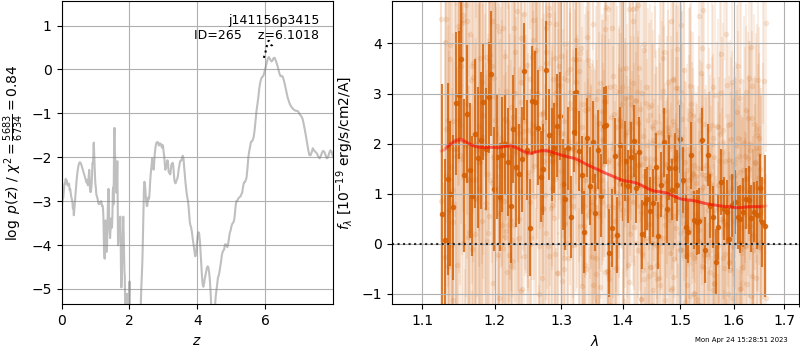 j141156p3415
ID=265 z=6.1018
log p(z) / χ² = 5683/6734 = 0.84
1
0
−1
−2
−3
−4
−5
0 2 4 6
z
fλ [10⁻¹⁹ erg/s/cm2/A]
4
3
2
1
0
−1
1.1 1.2 1.3 1.4 1.5 1.6 1.7
λ
Mon Apr 24 15:28:51 2023